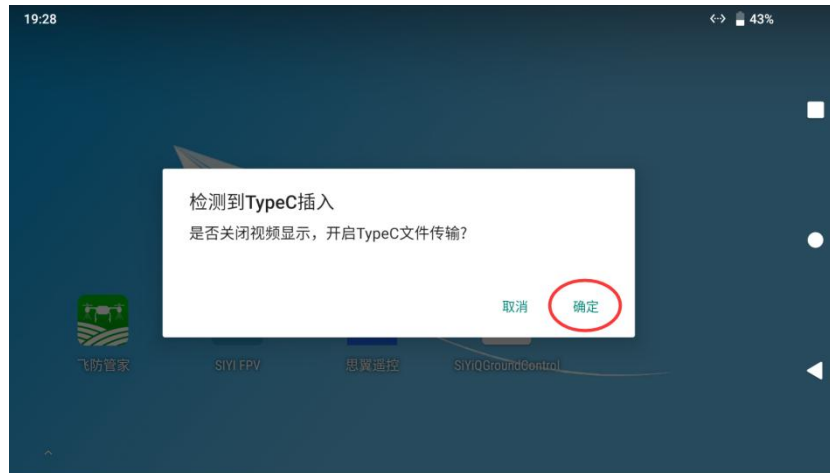 19:28
43%
检测到TypeC插入
是否关闭视频显示，开启TypeC文件传输?
取消
确定
飞防管家
SIYI FPV
思翼遥控
SiYiQGroundControl